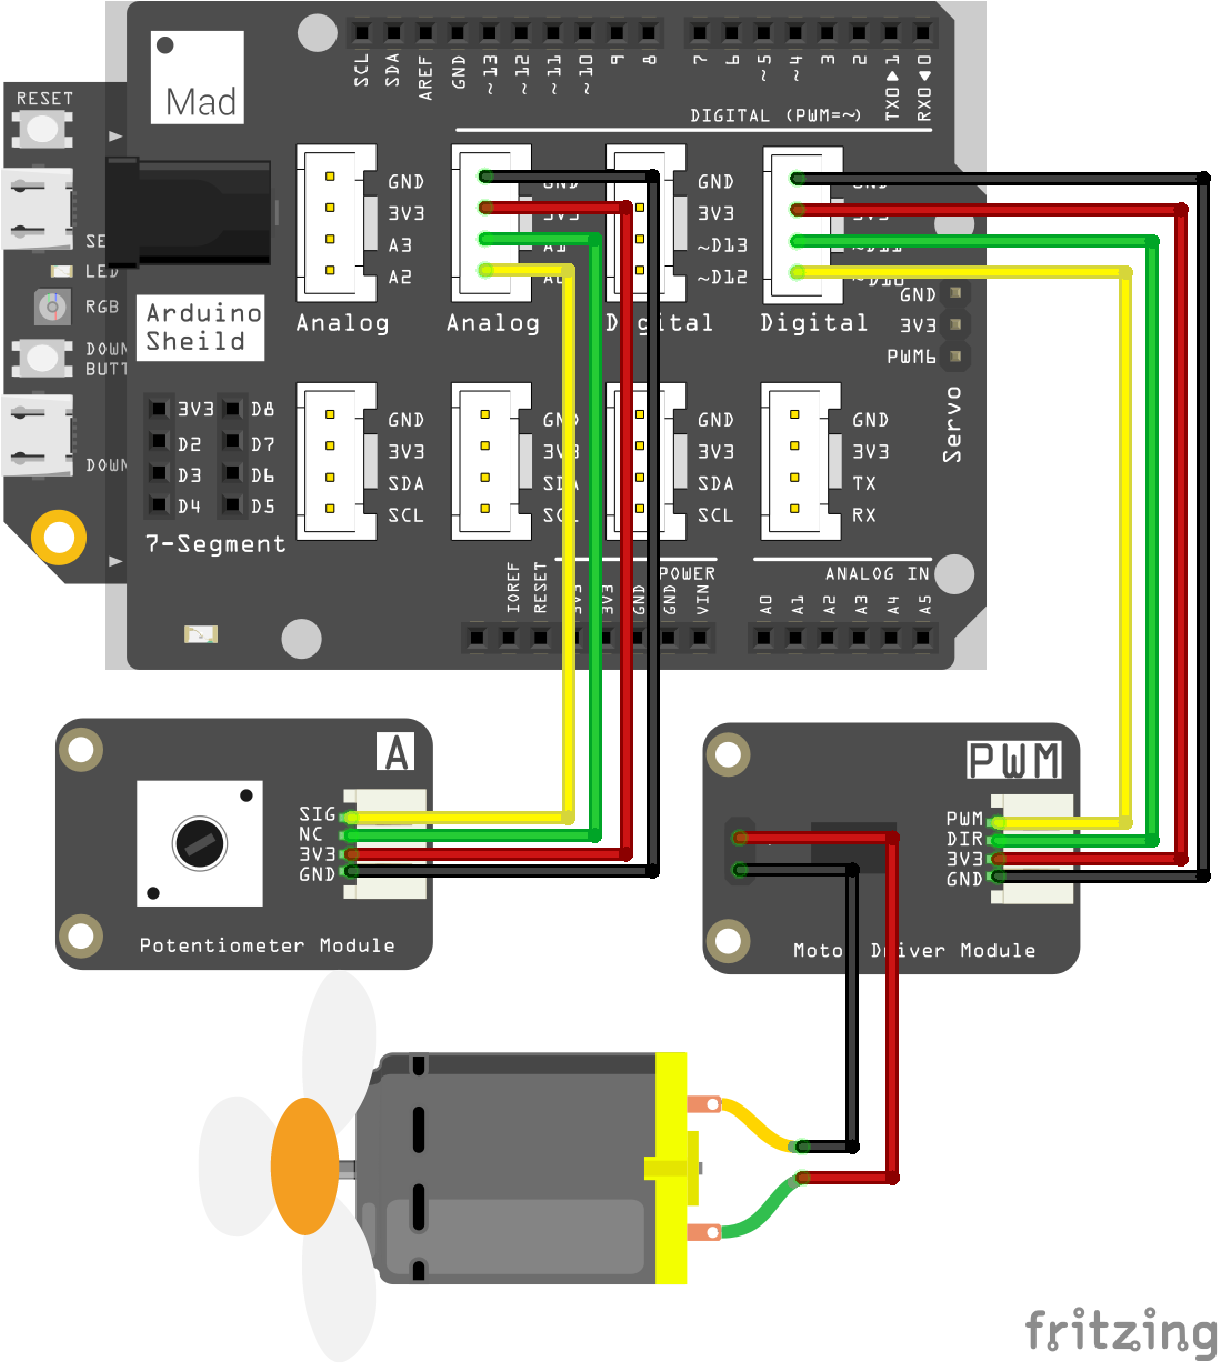 SCL SDA AREF GND ~13 ~12 ~11 ~10 9 8 7 6 ~5 ~4 3 2 TX0▶1 RX0◀0
DIGITAL (PWM=~)
Mad
RESET
LED
RGB
Arduino
Sheild
GND GND
3V3 3V3
A3 ~D13
A2 ~D12
Analog Analog Digital Digital
GND
3V3
PWM6
Servo
3V3 D8
D2 D7
D3 D6
D4 D5
7-Segment
GND GND GND GND
3V3 3V3 3V3 3V3
SDA SDA SDA TX
SCL SCL SCL RX
POWER ANALOG IN
IOREF RESET 3V3 3V3 GND GND VIN A0 A1 A2 A3 A4 A5
A
SIG
NC
3V3
GND
Potentiometer Module
PWM
PWM
DIR
3V3
GND
Motor Driver Module
fritzing